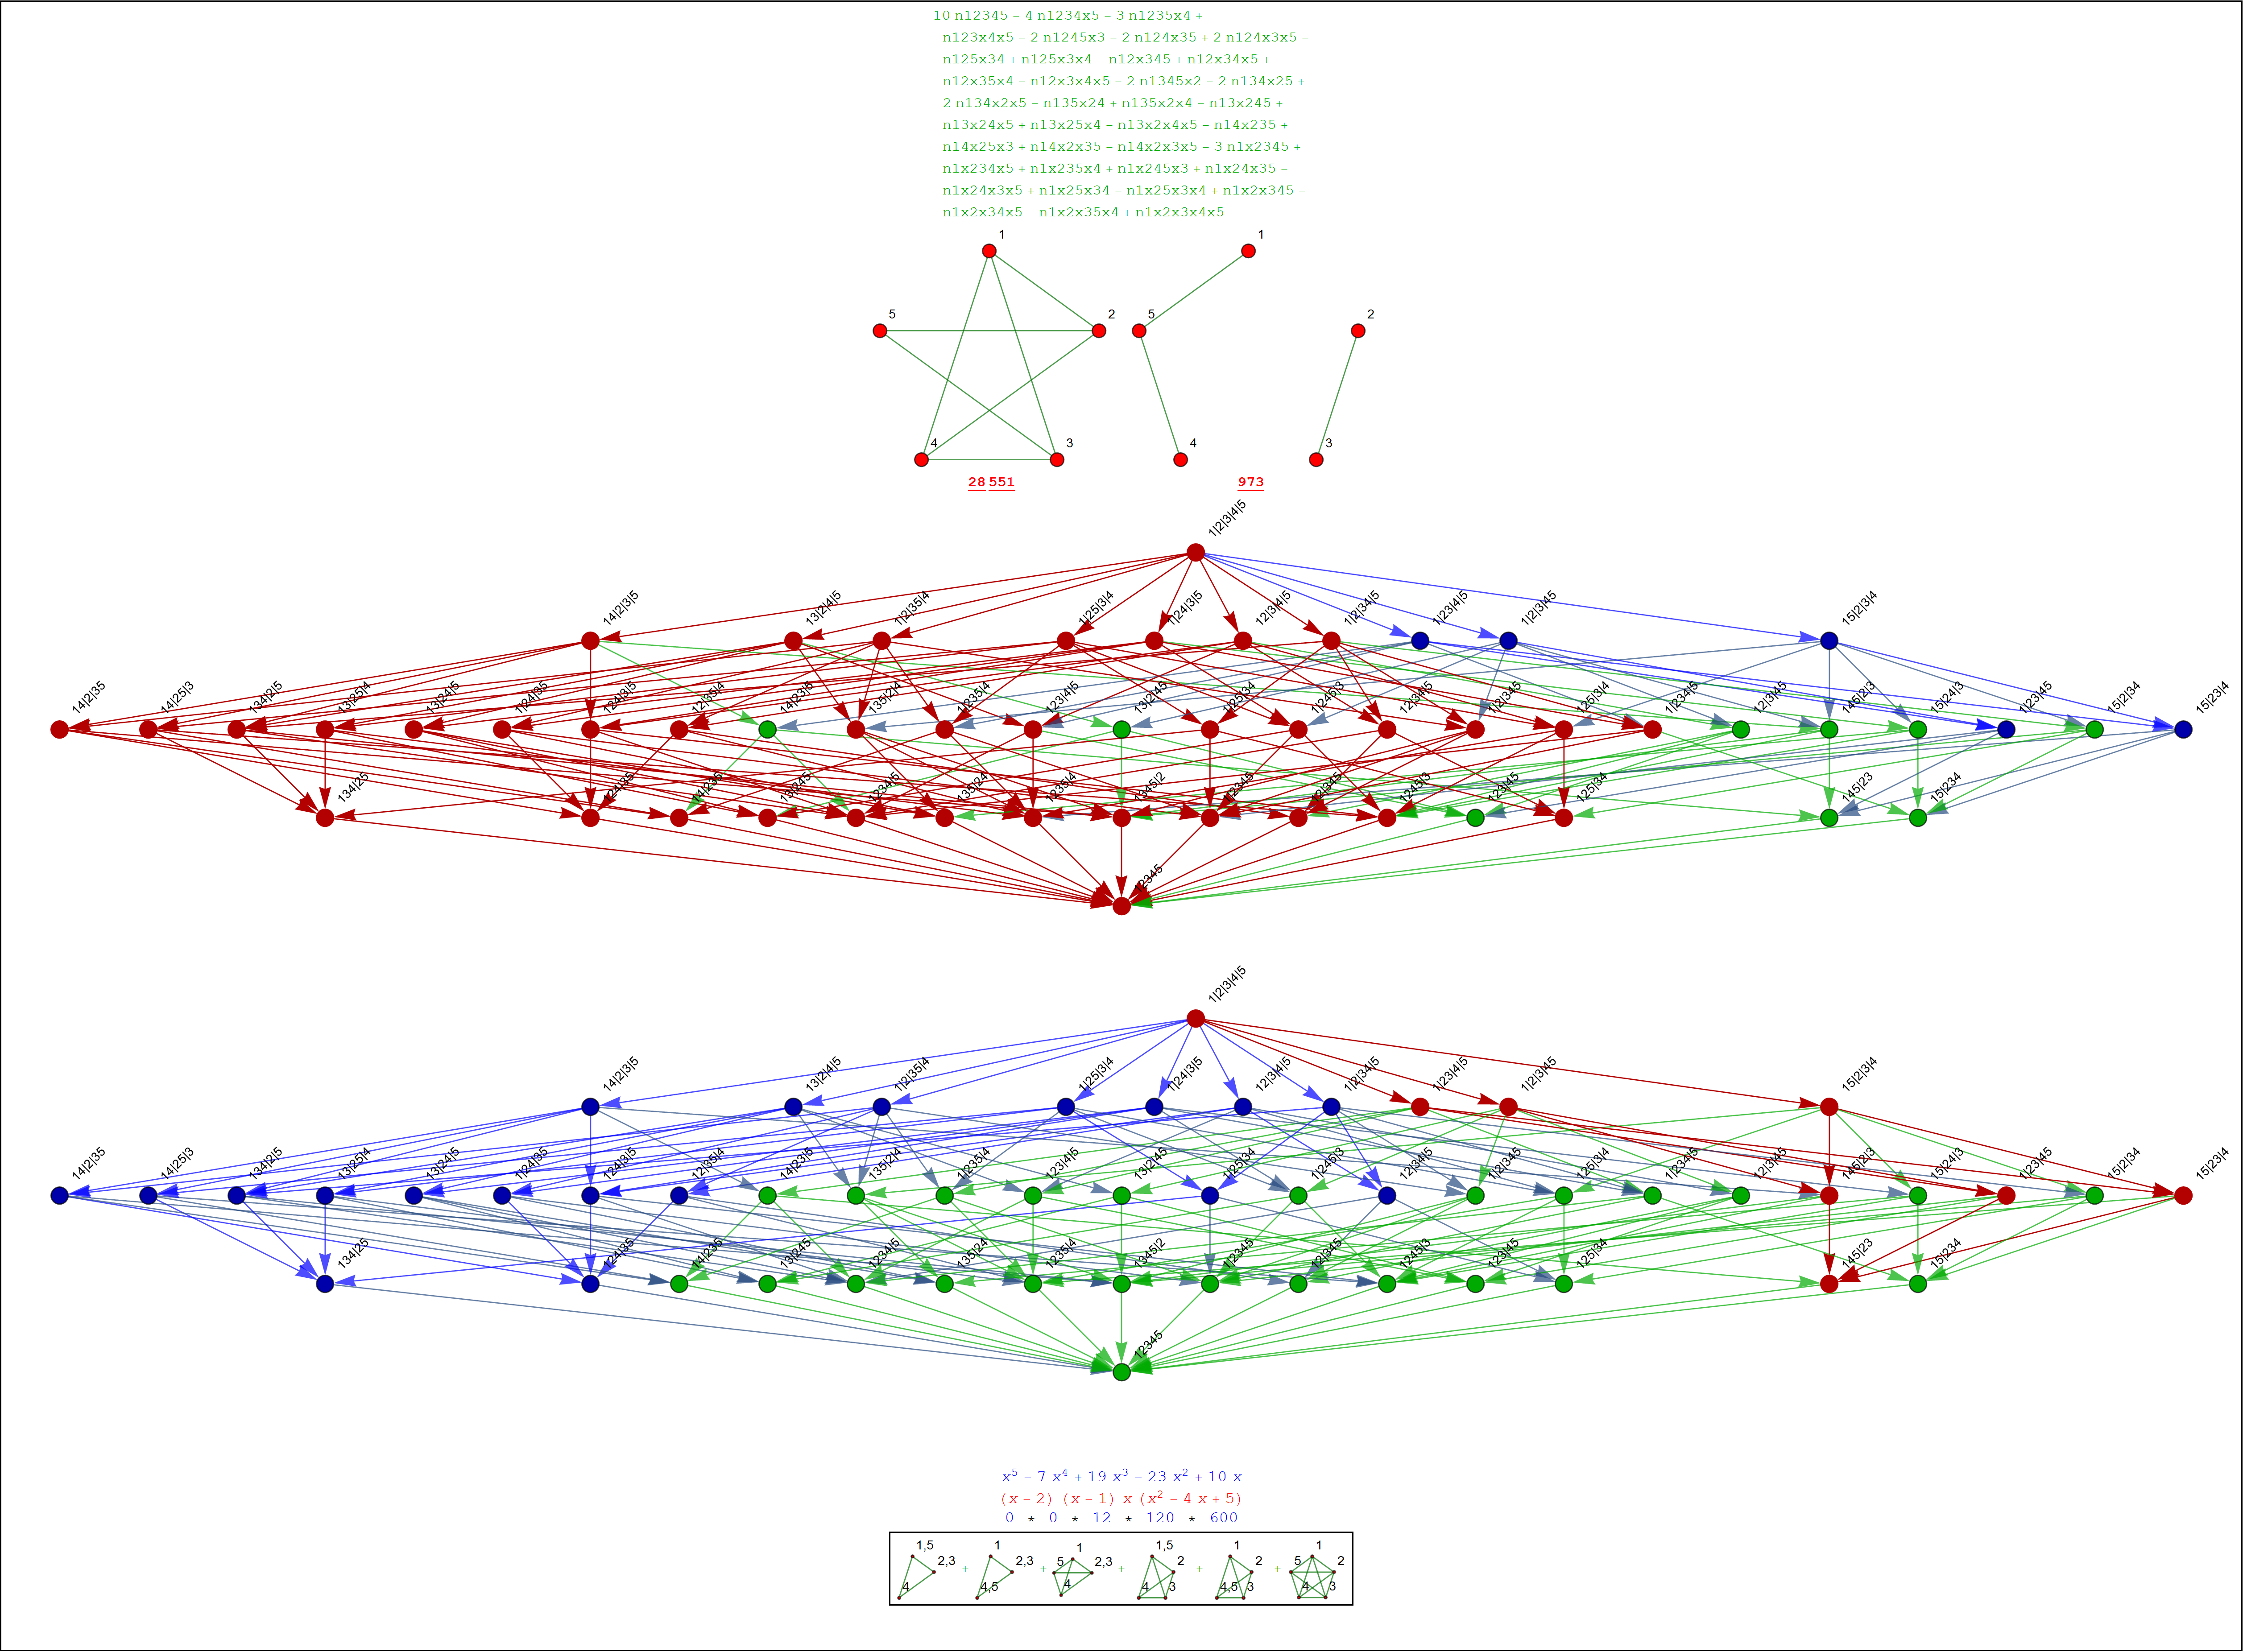 10 n12345 − 4 n1234x5 − 3 n1235x4 +
n123x4x5 − 2 n1245x3 − 2 n124x35 + 2 n124x3x5 −
n125x34 + n125x3x4 − n12x345 + n12x34x5 +
n12x35x4 − n12x3x4x5 − 2 n1345x2 − 2 n134x25 +
2 n134x2x5 − n135x24 + n135x2x4 − n13x245 +
n13x24x5 + n13x25x4 − n13x2x4x5 − n14x235 +
n14x25x3 + n14x2x35 − n14x2x3x5 − 3 n1x2345 +
n1x234x5 + n1x235x4 + n1x245x3 + n1x24x35 −
n1x24x3x5 + n1x25x34 − n1x25x3x4 + n1x2x345 −
n1x2x34x5 − n1x2x35x4 + n1x2x3x4x5
1 1
5 2 5 2
4 3 4 3
28 551 973
1|2|3|4|5
14|2|3|5 13|2|4|5 1|2|35|4 1|25|3|4 1|24|3|5 12|3|4|5 1|2|34|5 1|23|4|5 1|2|3|45 15|2|3|4
14|2|35 14|25|3 134|2|5 13|25|4 13|24|5 1|24|35 124|3|5 12|35|4 14|23|5 135|2|4 1|235|4 123|4|5 13|2|45 1|25|34 1|245|3 12|34|5 1|2|345 125|3|4 1|234|5 12|3|45 145|2|3 15|24|3 1|23|45 15|2|34 15|23|4
134|25 124|35 14|235 13|245 1234|5 135|24 1235|4 1345|2 1|2345 12|345 1245|3 123|45 125|34 145|23 15|234
12345
1|2|3|4|5
14|2|3|5 13|2|4|5 1|2|35|4 1|25|3|4 1|24|3|5 12|3|4|5 1|2|34|5 1|23|4|5 1|2|3|45 15|2|3|4
14|2|35 14|25|3 134|2|5 13|25|4 13|24|5 1|24|35 124|3|5 12|35|4 14|23|5 135|2|4 1|235|4 123|4|5 13|2|45 1|25|34 1|245|3 12|34|5 1|2|345 125|3|4 1|234|5 12|3|45 145|2|3 15|24|3 1|23|45 15|2|34 15|23|4
134|25 124|35 14|235 13|245 1234|5 135|24 1235|4 1345|2 1|2345 12|345 1245|3 123|45 125|34 145|23 15|234
12345
x⁵ − 7 x⁴ + 19 x³ − 23 x² + 10 x
(x − 2) (x − 1) x (x² − 4 x + 5)
0 * 0 * 12 * 120 * 600
1,5 2,3 4 + 1 2,3 4,5 + 5 1 2,3 4 + 1,5 2 4 3 + 1 2 4,5 3 + 5 1 2 4 3